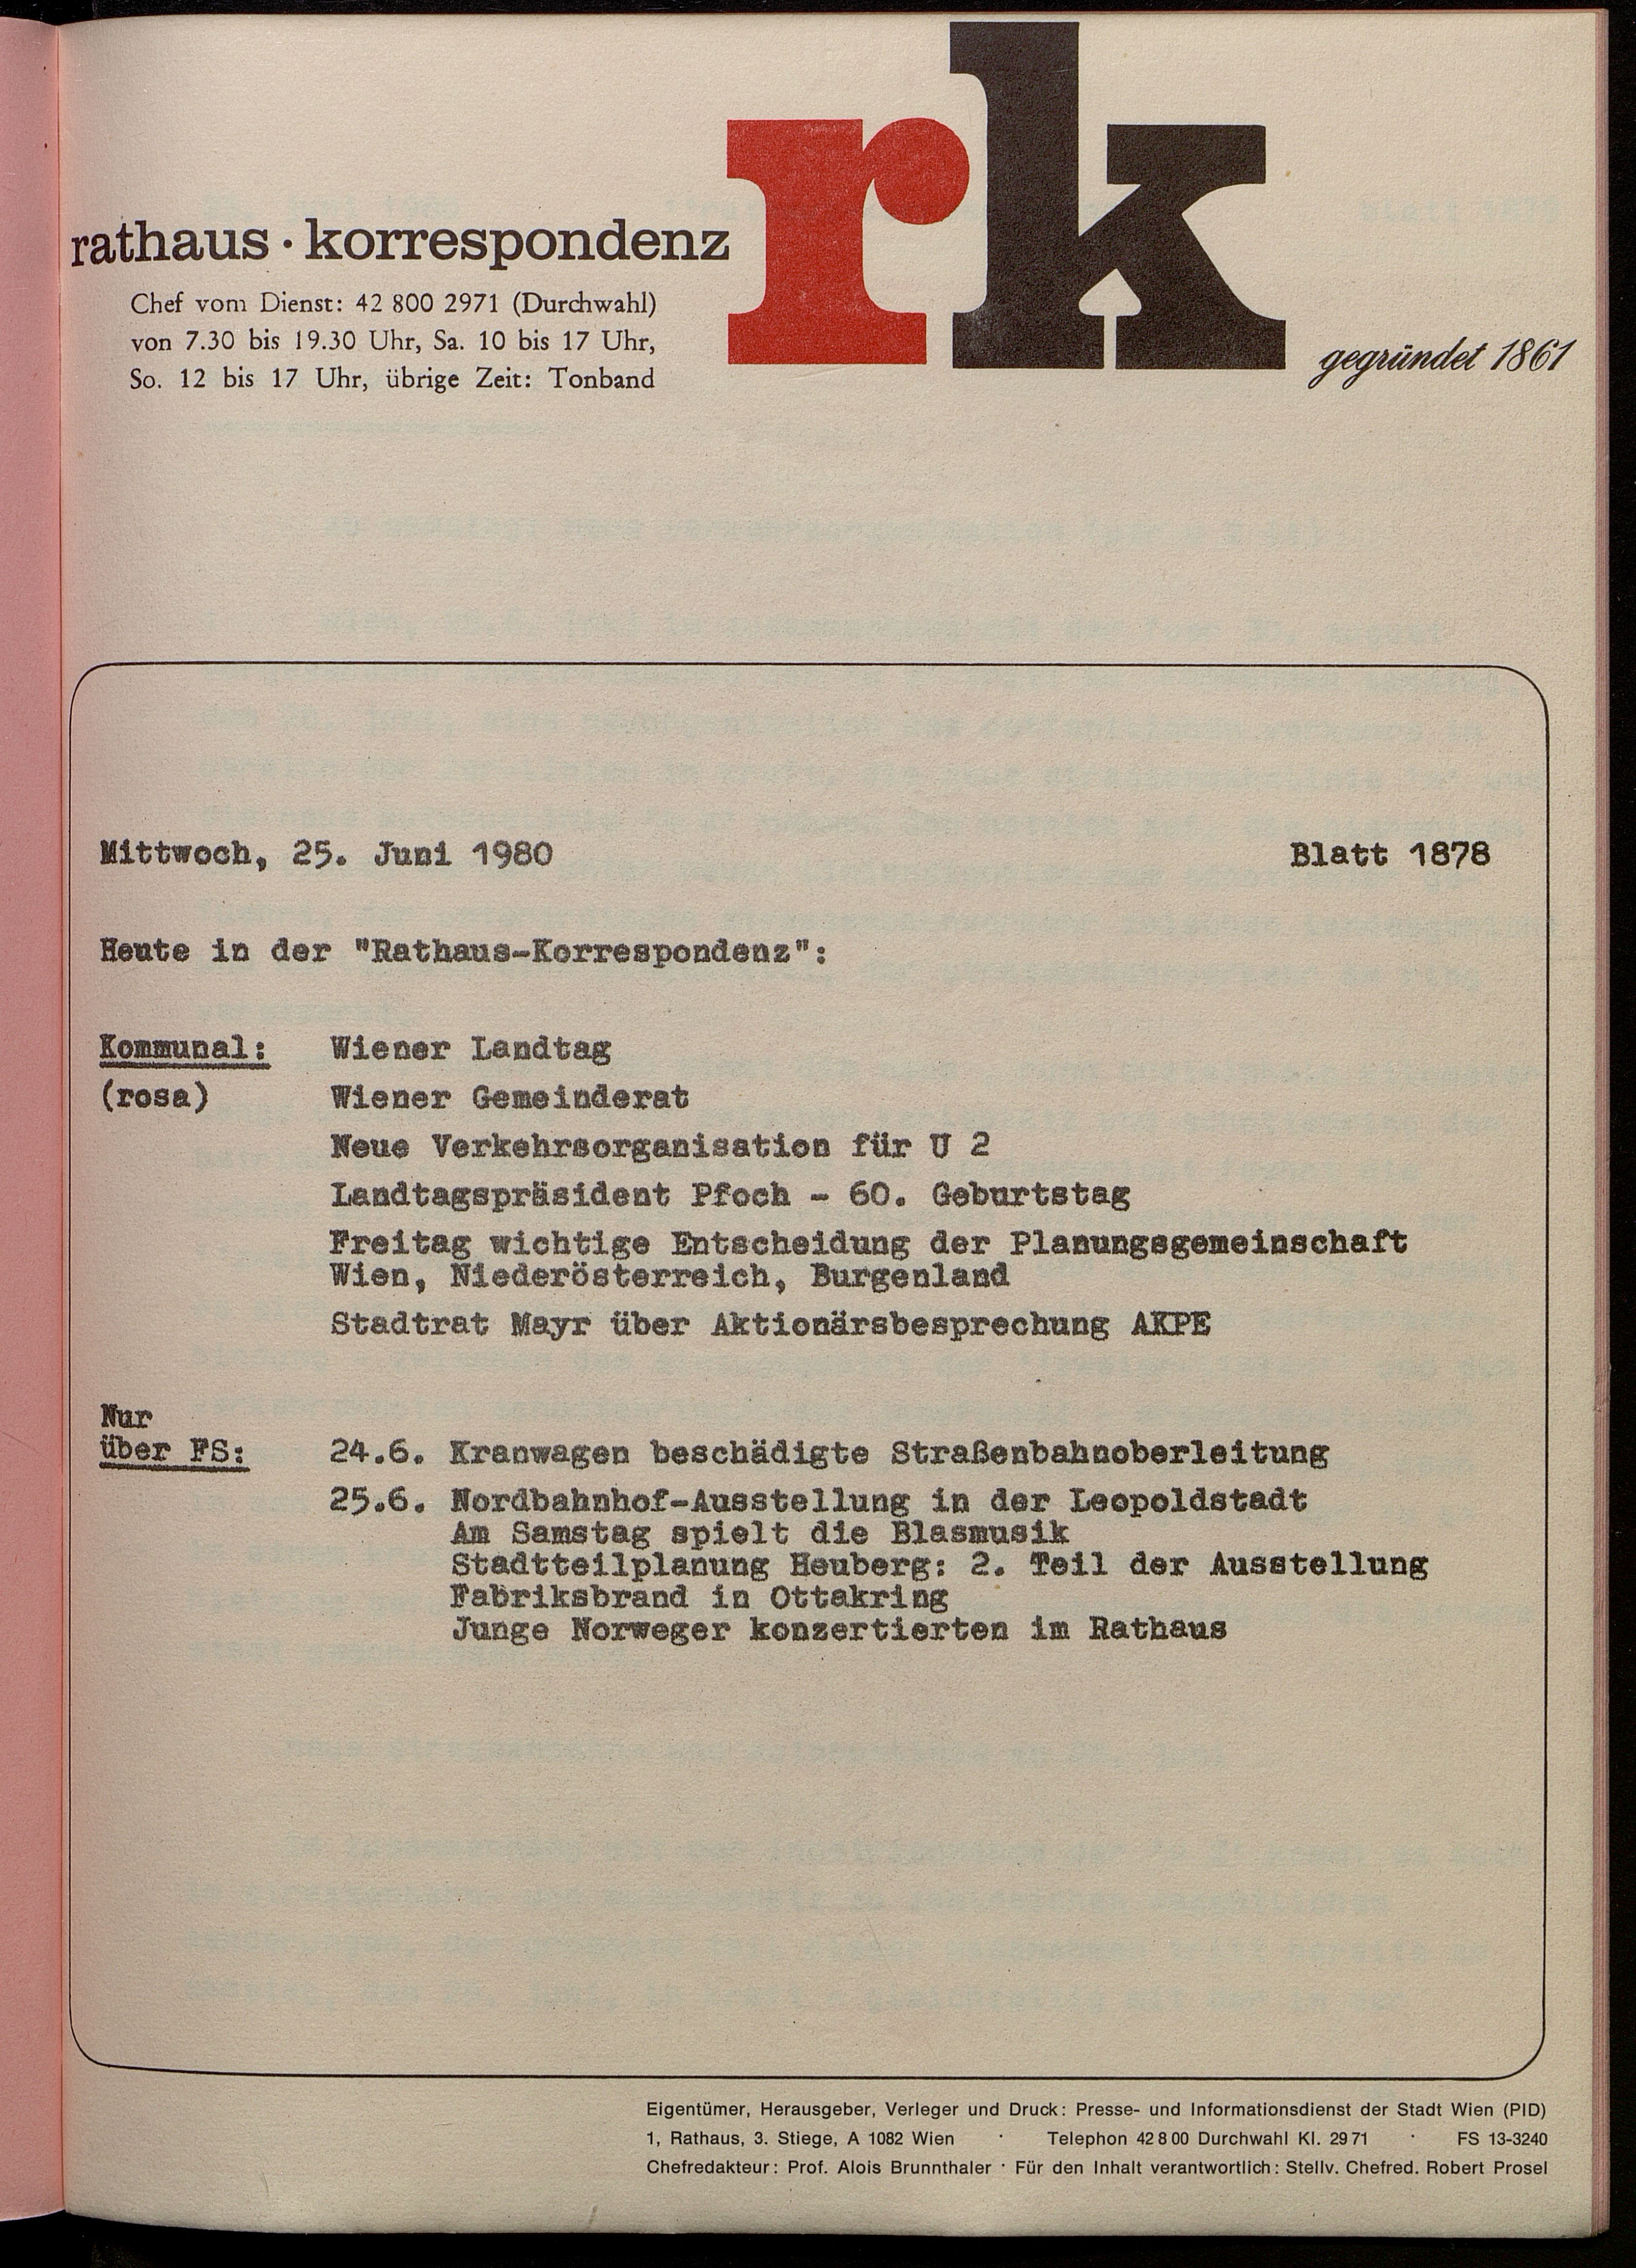 rk
rathaus · korrespondenz
Chef vom Dienst: 42 800 2971 (Durchwahl)
von 7.30 bis 19.30 Uhr, Sa. 10 bis 17 Uhr,
So. 12 bis 17 Uhr, übrige Zeit: Tonband
gegründet 1861
Mittwoch, 25. Juni 1980 Blatt 1878
Heute in der "Rathaus-Korrespondenz":
Kommunal: Wiener Landtag
(rosa) Wiener Gemeinderat
Neue Verkehrsorganisation für U 2
Landtagspräsident Pfoch - 60. Geburtstag
Freitag wichtige Entscheidung der Planungsgemeinschaft
Wien, Niederösterreich, Burgenland
Stadtrat Mayr über Aktionärsbesprechung AKPE
Nur
über FS: 24.6. Kranwagen beschädigte Straßenbahnoberleitung
25.6. Nordbahnhof-Ausstellung in der Leopoldstadt
Am Samstag spielt die Blasmusik
Stadtteilplanung Heuberg: 2. Teil der Ausstellung
Fabriksbrand in Ottakring
Junge Norweger konzertierten im Rathaus
Eigentümer, Herausgeber, Verleger und Druck: Presse- und Informationsdienst der Stadt Wien (PID)
1, Rathaus, 3. Stiege, A 1082 Wien · Telephon 42 8 00 Durchwahl Kl. 29 71 · FS 13-3240
Chefredakteur: Prof. Alois Brunnthaler · Für den Inhalt verantwortlich: Stellv. Chefred. Robert Prosel